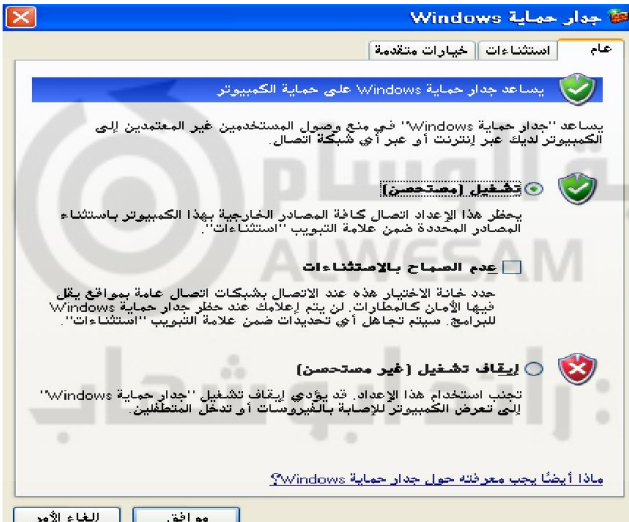 جدار حماية Windows
عام
استثناءات
خيارات متقدمة
يساعد جدار حماية Windows على حماية الكمبيوتر
يساعد "جدار حماية Windows" في منع وصول المستخدمين غير المعتمدين إلى
الكمبيوتر لديك عبر إنترنت أو عبر أي شبكة اتصال.
تشغيل (مستحسن)
يحظر هذا الإعداد اتصال كافة المصادر الخارجية بهذا الكمبيوتر باستثناء
المصادر المحددة ضمن علامة التبويب "استثناءات".
عدم السماح بالاستثناءات
حدد خانة الاختيار هذه عند الاتصال بشبكات اتصال عامة بمواقع يقل
فيها الأمان كالمطارات. لن يتم إعلامك عند حظر جدار حماية Windows
للبرامج. سيتم تجاهل أي تحديدات ضمن علامة التبويب "استثناءات".
إيقاف تشغيل (غير مستحسن)
تجنب استخدام هذا الإعداد. قد يؤدي إيقاف تشغيل "جدار حماية Windows"
إلى تعرض الكمبيوتر للإصابة بالفيروسات أو تدخل المتطفلين.
ماذا أيضًا يجب معرفته حول جدار حماية Windows؟
موافق
إلغاء الأمر
ة الوسام
ALWESAM
: رائد ابو شهاب